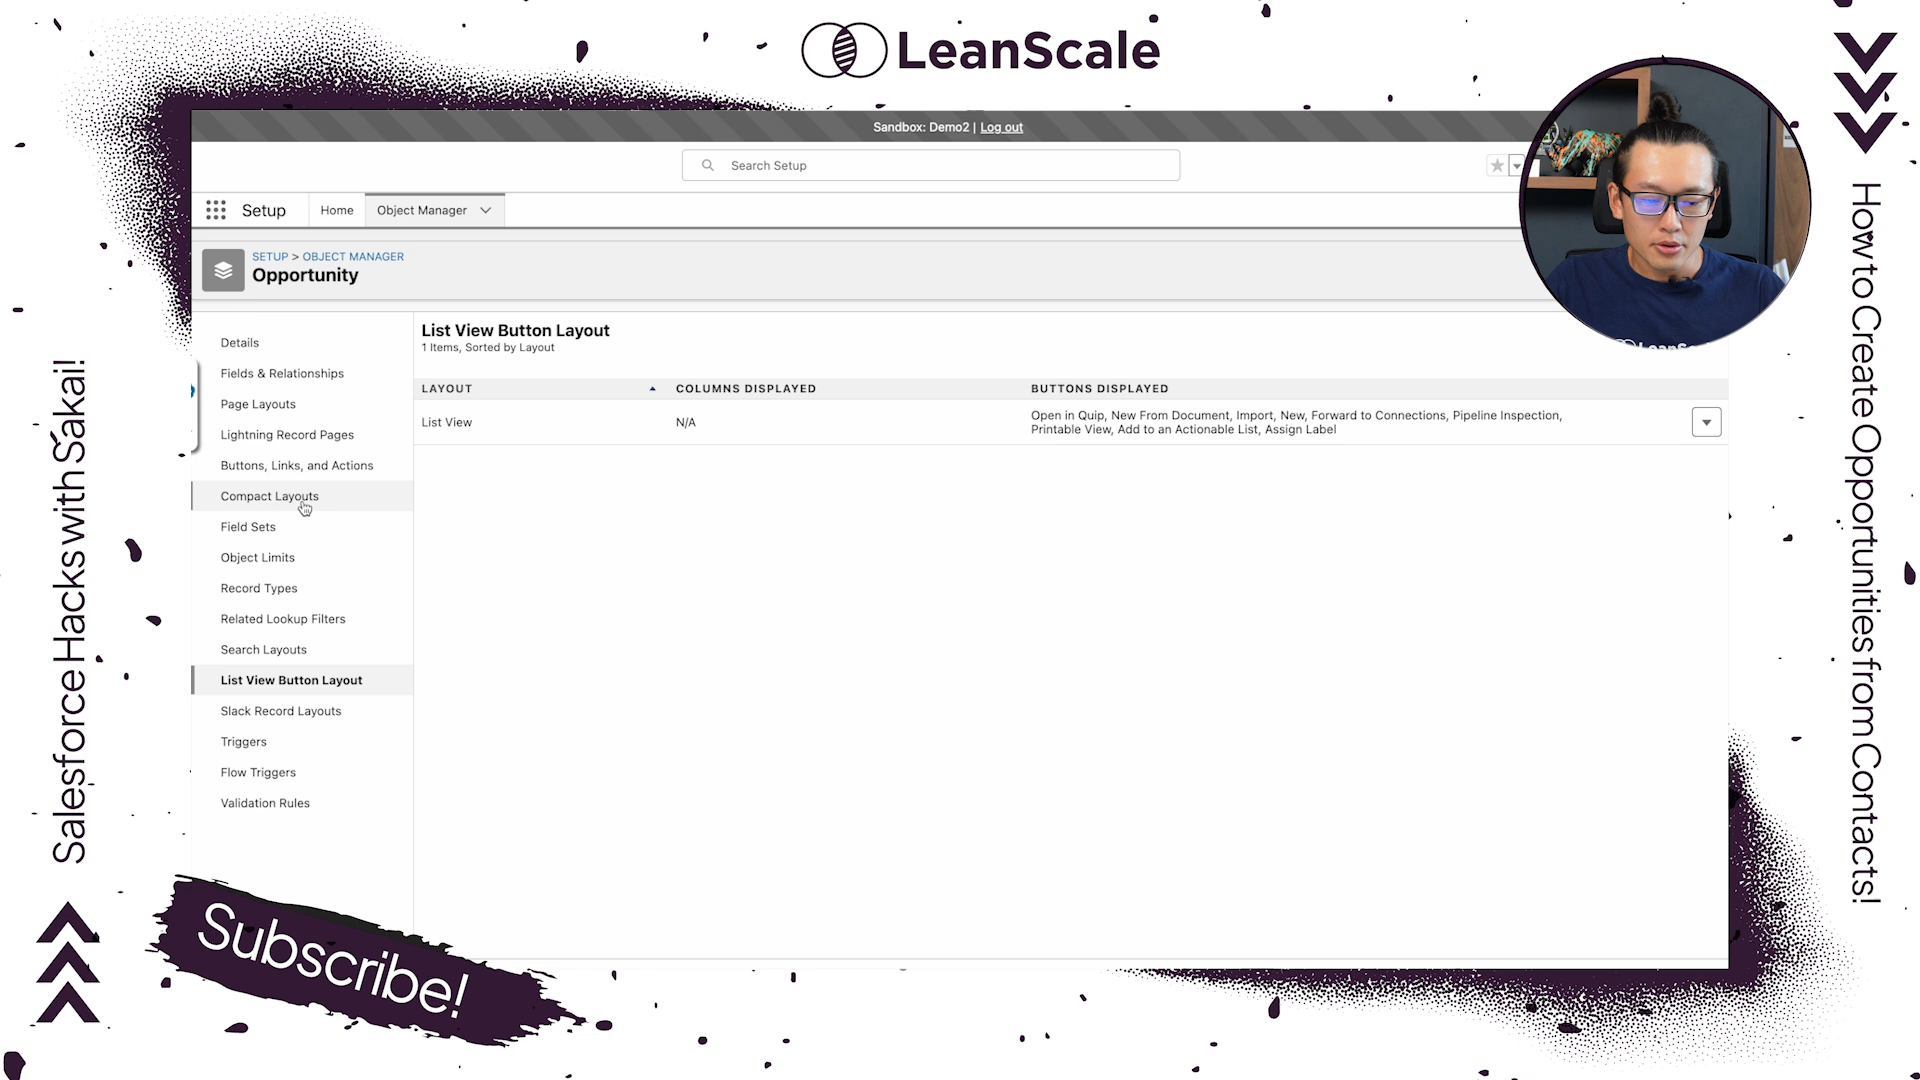 LeanScale
Sandbox: Demo2 | Log out
Search Setup
Setup
Home
Object Manager
SETUP > OBJECT MANAGER
Opportunity
Details
Fields & Relationships
Page Layouts
Lightning Record Pages
Buttons, Links, and Actions
Compact Layouts
Field Sets
Object Limits
Record Types
Related Lookup Filters
Search Layouts
List View Button Layout
Slack Record Layouts
Triggers
Flow Triggers
Validation Rules
List View Button Layout
1 Items, Sorted by Layout
LAYOUT COLUMNS DISPLAYED BUTTONS DISPLAYED
List View N/A Open in Quip, New From Document, Import, New, Forward to Connections, Pipeline Inspection,
Printable View, Add to an Actionable List, Assign Label
Salesforce Hacks with Sakai!
How to Create Opportunities from Contacts!
Subscribe!